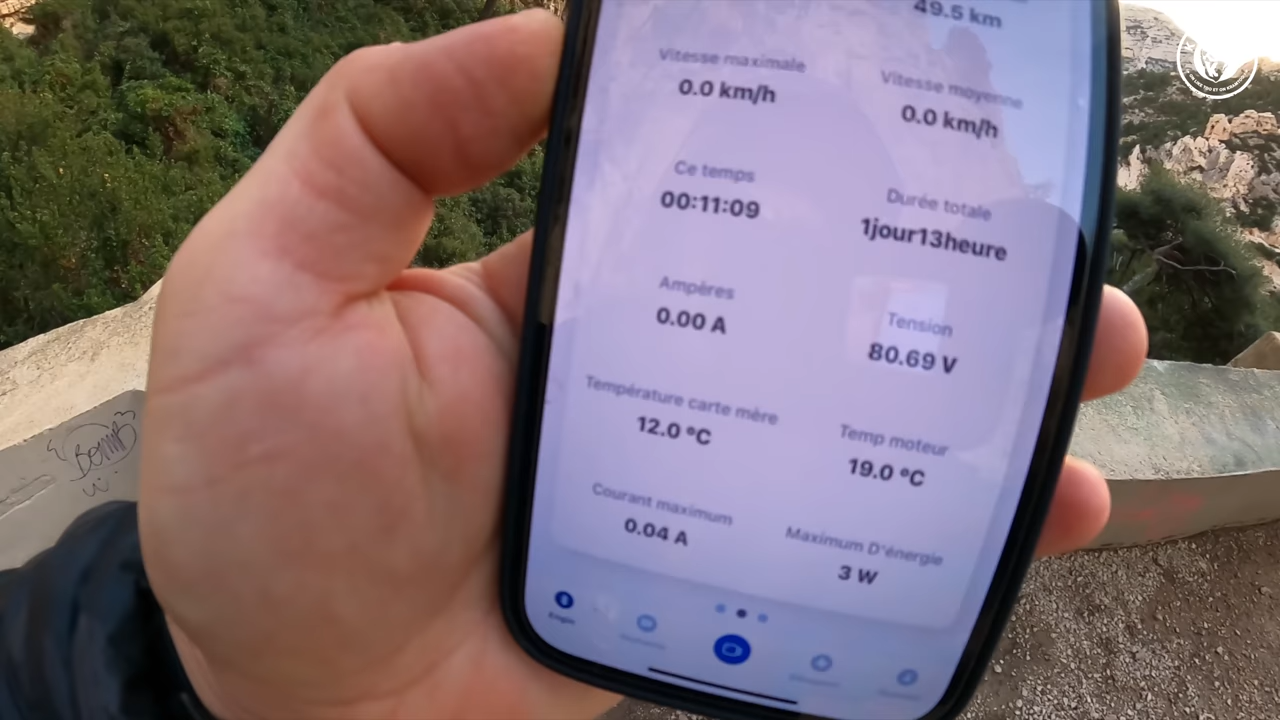 49.5 km
Vitesse maximale
0.0 km/h
Vitesse moyenne
0.0 km/h
Ce temps
00:11:09
Durée totale
1jour13heure
Ampères
0.00 A
Tension
80.69 V
Température carte mère
12.0 °C
Temp moteur
19.0 °C
Courant maximum
0.04 A
Maximum D'énergie
3 W
BOMB